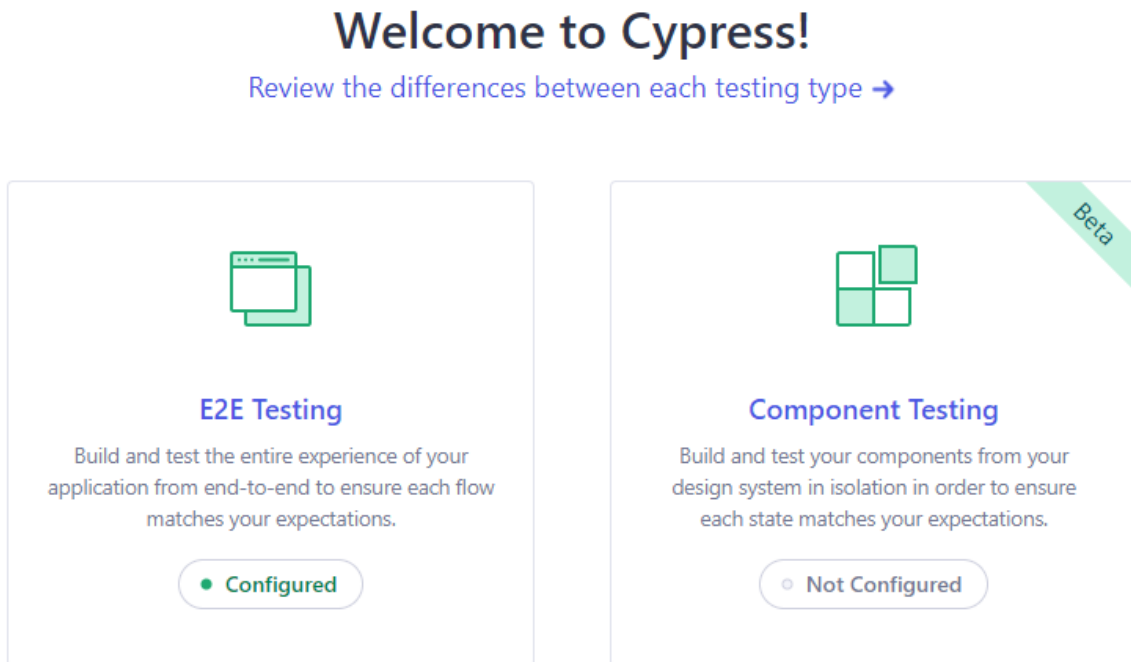 Welcome to Cypress!
Review the differences between each testing type →
Beta
E2E Testing
Build and test the entire experience of your
application from end-to-end to ensure each flow
matches your expectations.
Configured
Component Testing
Build and test your components from your
design system in isolation in order to ensure
each state matches your expectations.
Not Configured